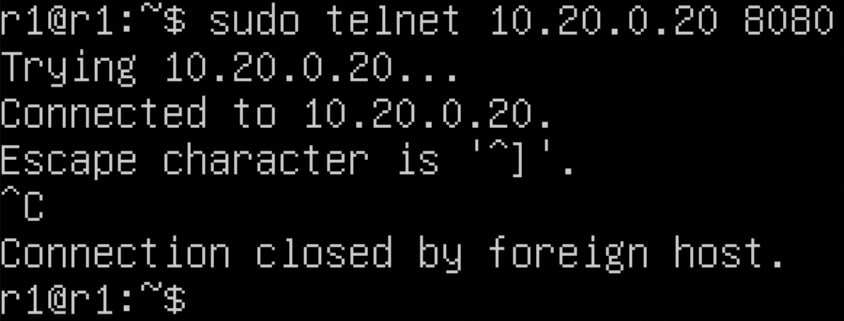 r1@r1:~$ sudo telnet 10.20.0.20 8080
Trying 10.20.0.20...
Connected to 10.20.0.20.
Escape character is '^]'.
^C
Connection closed by foreign host.
r1@r1:~$